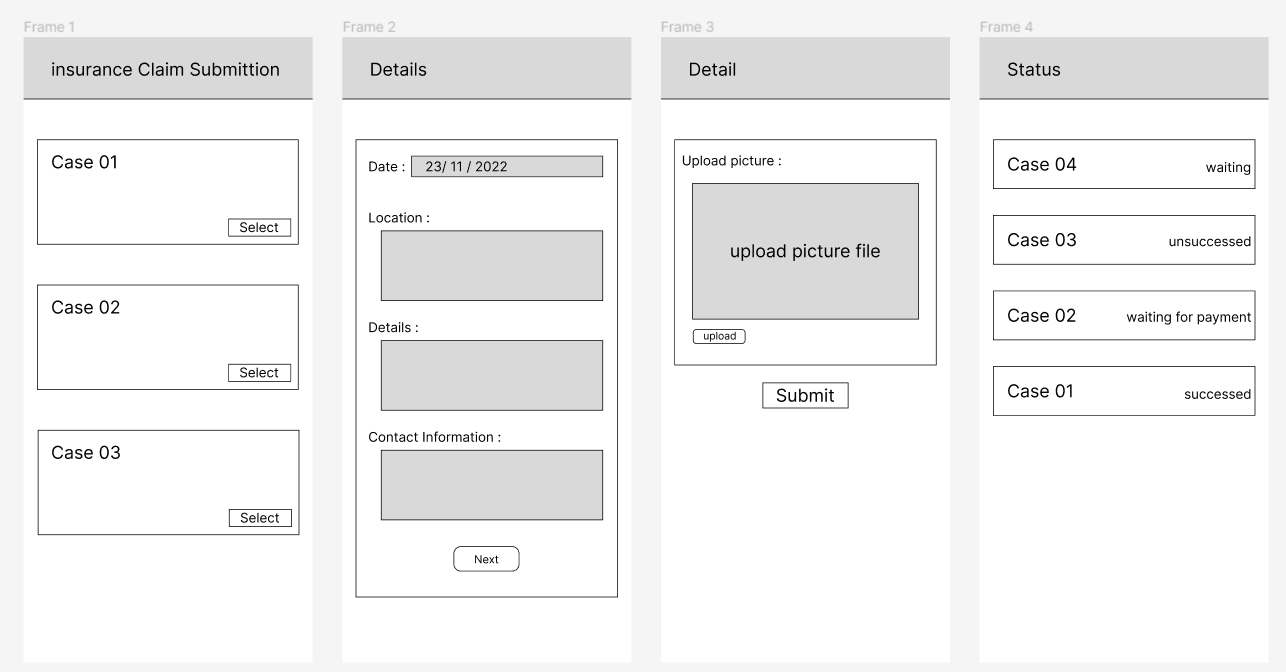 Frame 1
insurance Claim Submittion
Case 01
Select
Case 02
Select
Case 03
Select
Frame 2
Details
Date : 23/ 11 / 2022
Location :
Details :
Contact Information :
Next
Frame 3
Detail
Upload picture :
upload picture file
upload
Submit
Frame 4
Status
Case 04 waiting
Case 03 unsuccessed
Case 02 waiting for payment
Case 01 successed